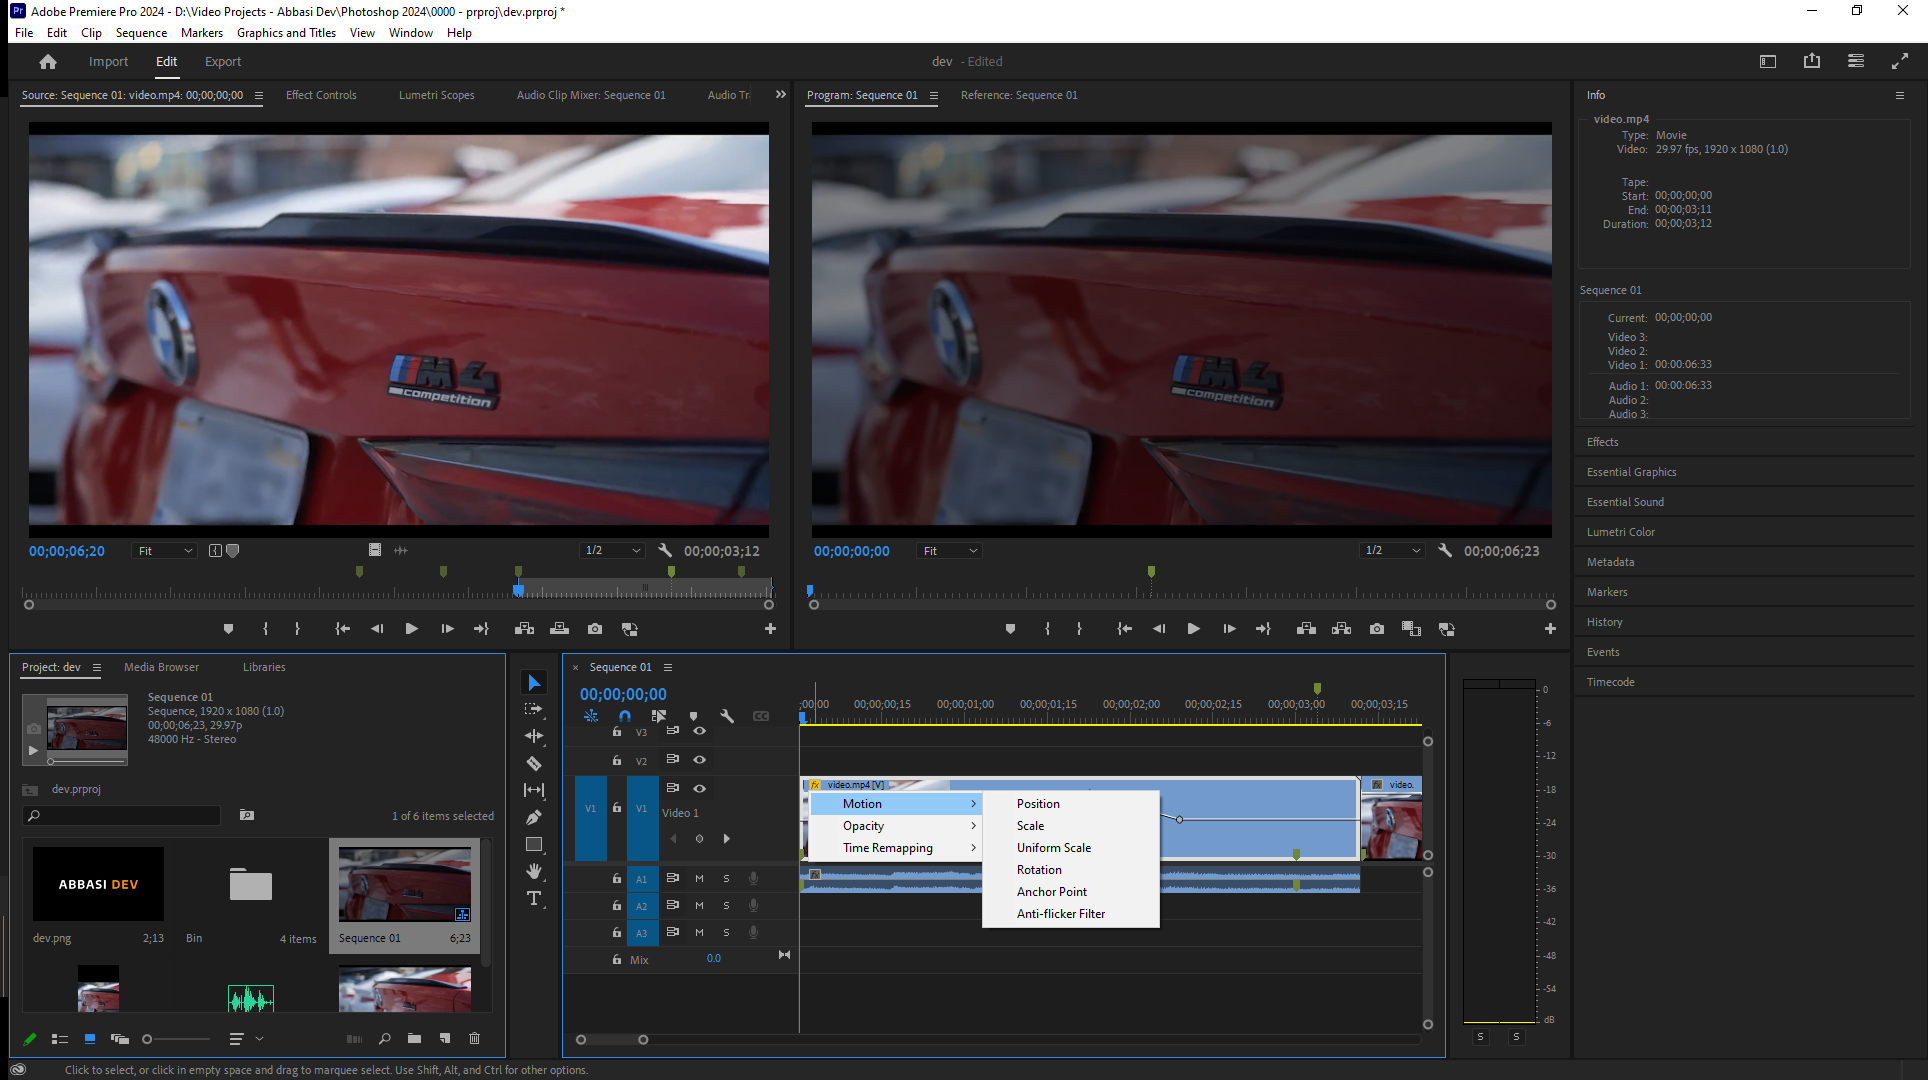 Pr Adobe Premiere Pro 2024 - D:\Video Projects - Abbasi Dev\Photoshop 2024\0000 - prproj\dev.prproj *
File Edit Clip Sequence Markers Graphics and Titles View Window Help
Import Edit Export dev - Edited
Source: Sequence 01: video.mp4: 00;00;00;00 Effect Controls Lumetri Scopes Audio Clip Mixer: Sequence 01 Audio Tr
Program: Sequence 01 Reference: Sequence 01
M4
competition
M4
competition
00;00;06;20 Fit 1/2 00;00;03;12
00;00;00;00 Fit 1/2 00;00;06;23
Info
video.mp4
Type: Movie
Video: 29.97 fps, 1920 x 1080 (1.0)
Tape:
Start: 00;00;00;00
End: 00;00;03;11
Duration: 00;00;03;12
Sequence 01
Current: 00;00;00;00
Video 3:
Video 2:
Video 1: 00:00:06:33
Audio 1: 00:00:06:33
Audio 2:
Audio 3:
Effects
Essential Graphics
Essential Sound
Lumetri Color
Metadata
Markers
History
Events
Timecode
Project: dev Media Browser Libraries
Sequence 01
Sequence, 1920 x 1080 (1.0)
00;00;06;23, 29.97p
48000 Hz - Stereo
dev.prproj
1 of 6 items selected
ABBASI DEV
dev.png 2;13
Bin 4 items
Sequence 01 6;23
× Sequence 01
00;00;00;00
;00;00 00;00;00;15 00;00;01;00 00;00;01;15 00;00;02;00 00;00;02;15 00;00;03;00 00;00;03;15
V3
V2
V1 V1
Video 1
A1 M S
A2 M S
A3 M S
Mix 0.0
fx video.mp4 [V]
fx video.
fx
Motion
Opacity
Time Remapping
Position
Scale
Uniform Scale
Rotation
Anchor Point
Anti-flicker Filter
0
-6
-12
-18
-24
-30
-36
-42
-48
-54
dB
S S
Click to select, or click in empty space and drag to marquee select. Use Shift, Alt, and Ctrl for other options.